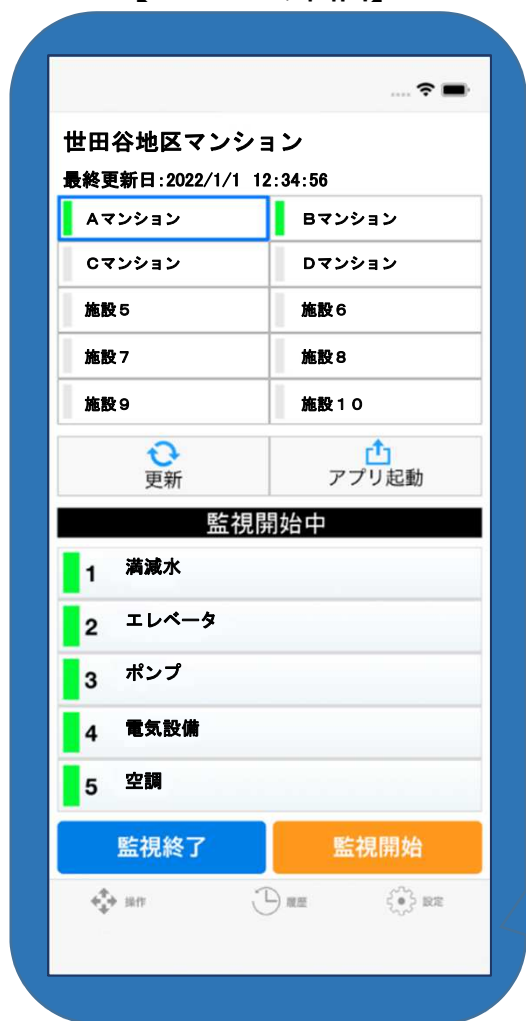 世田谷地区マンション
最終更新日:2022/1/1 12:34:56
Aマンション Bマンション
Cマンション Dマンション
施設5 施設6
施設7 施設8
施設9 施設10
更新 アプリ起動
監視開始中
1 満減水
2 エレベータ
3 ポンプ
4 電気設備
5 空調
監視終了 監視開始
操作 履歴 設定